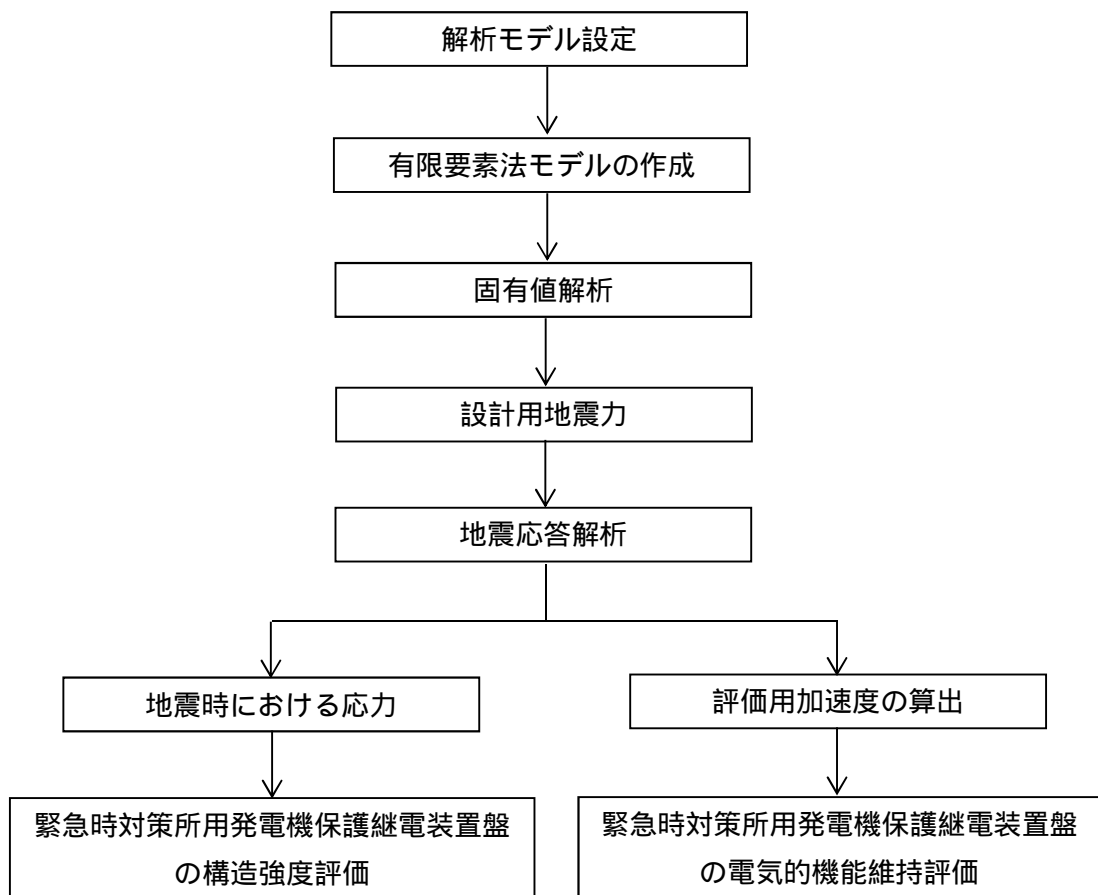 解析モデル設定
有限要素法モデルの作成
固有値解析
設計用地震力
地震応答解析
地震時における応力
評価用加速度の算出
緊急時対策所用発電機保護継電装置盤
の構造強度評価
緊急時対策所用発電機保護継電装置盤
の電気的機能維持評価